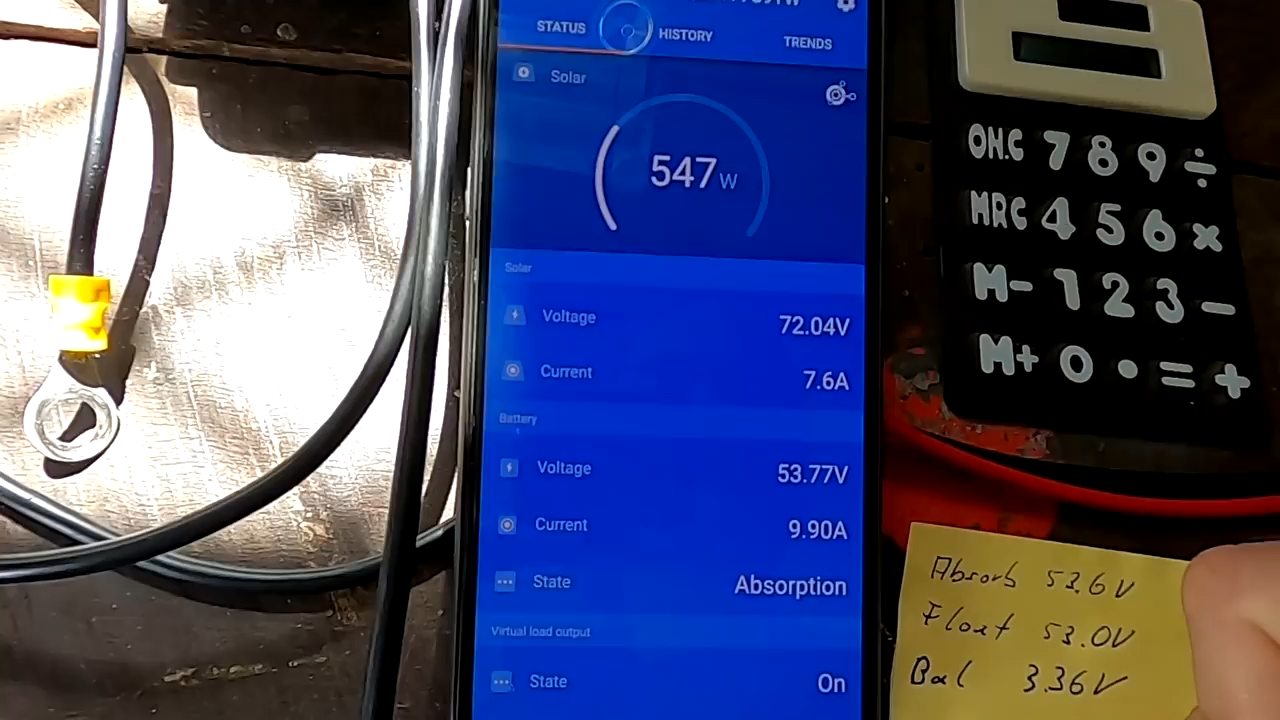 STATUS HISTORY TRENDS
Solar
547W
Solar
Voltage 72.04V
Current 7.6A
Battery
Voltage 53.77V
Current 9.90A
State Absorption
Virtual load output
State On
ON.C 7 8 9 ÷
MRC 4 5 6 ×
M- 1 2 3 -
M+ 0 • = +
Absorb 53.6V
Float 53.0V
Bal 3.36V